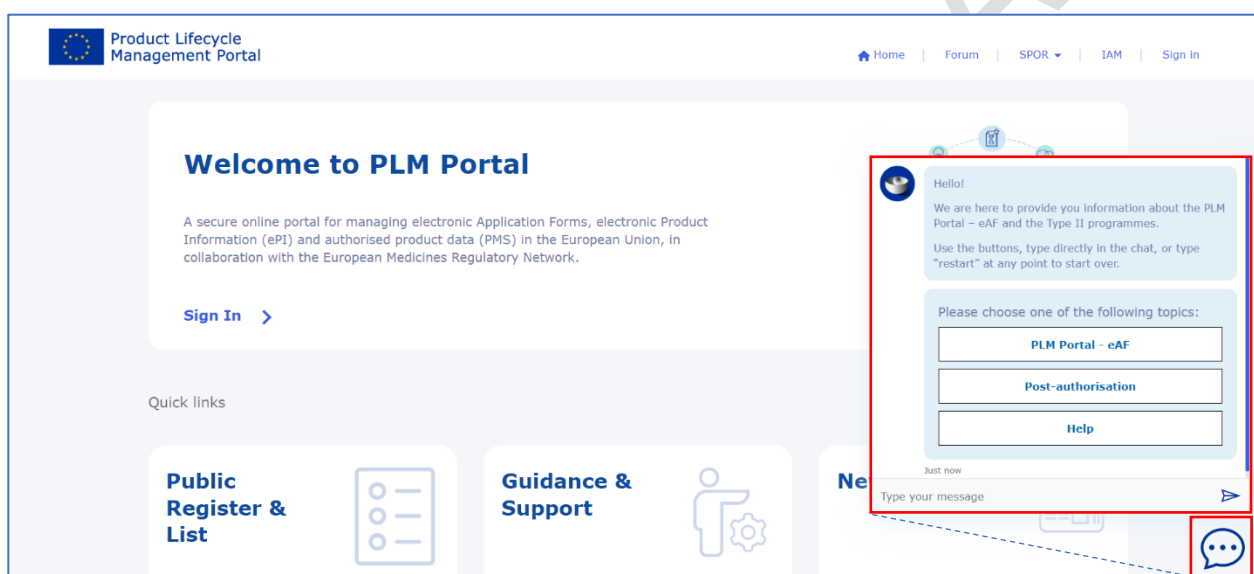 Product Lifecycle
Management Portal
Home
Forum
SPOR
IAM
Sign in
Welcome to PLM Portal
A secure online portal for managing electronic Application Forms, electronic Product
Information (ePI) and authorised product data (PMS) in the European Union, in
collaboration with the European Medicines Regulatory Network.
Sign In
Hello!
We are here to provide you information about the PLM
Portal – eAF and the Type II programmes.
Use the buttons, type directly in the chat, or type
"restart" at any point to start over.
Please choose one of the following topics:
PLM Portal - eAF
Post-authorisation
Help
Just now
Type your message
Quick links
Public
Register &
List
Guidance &
Support